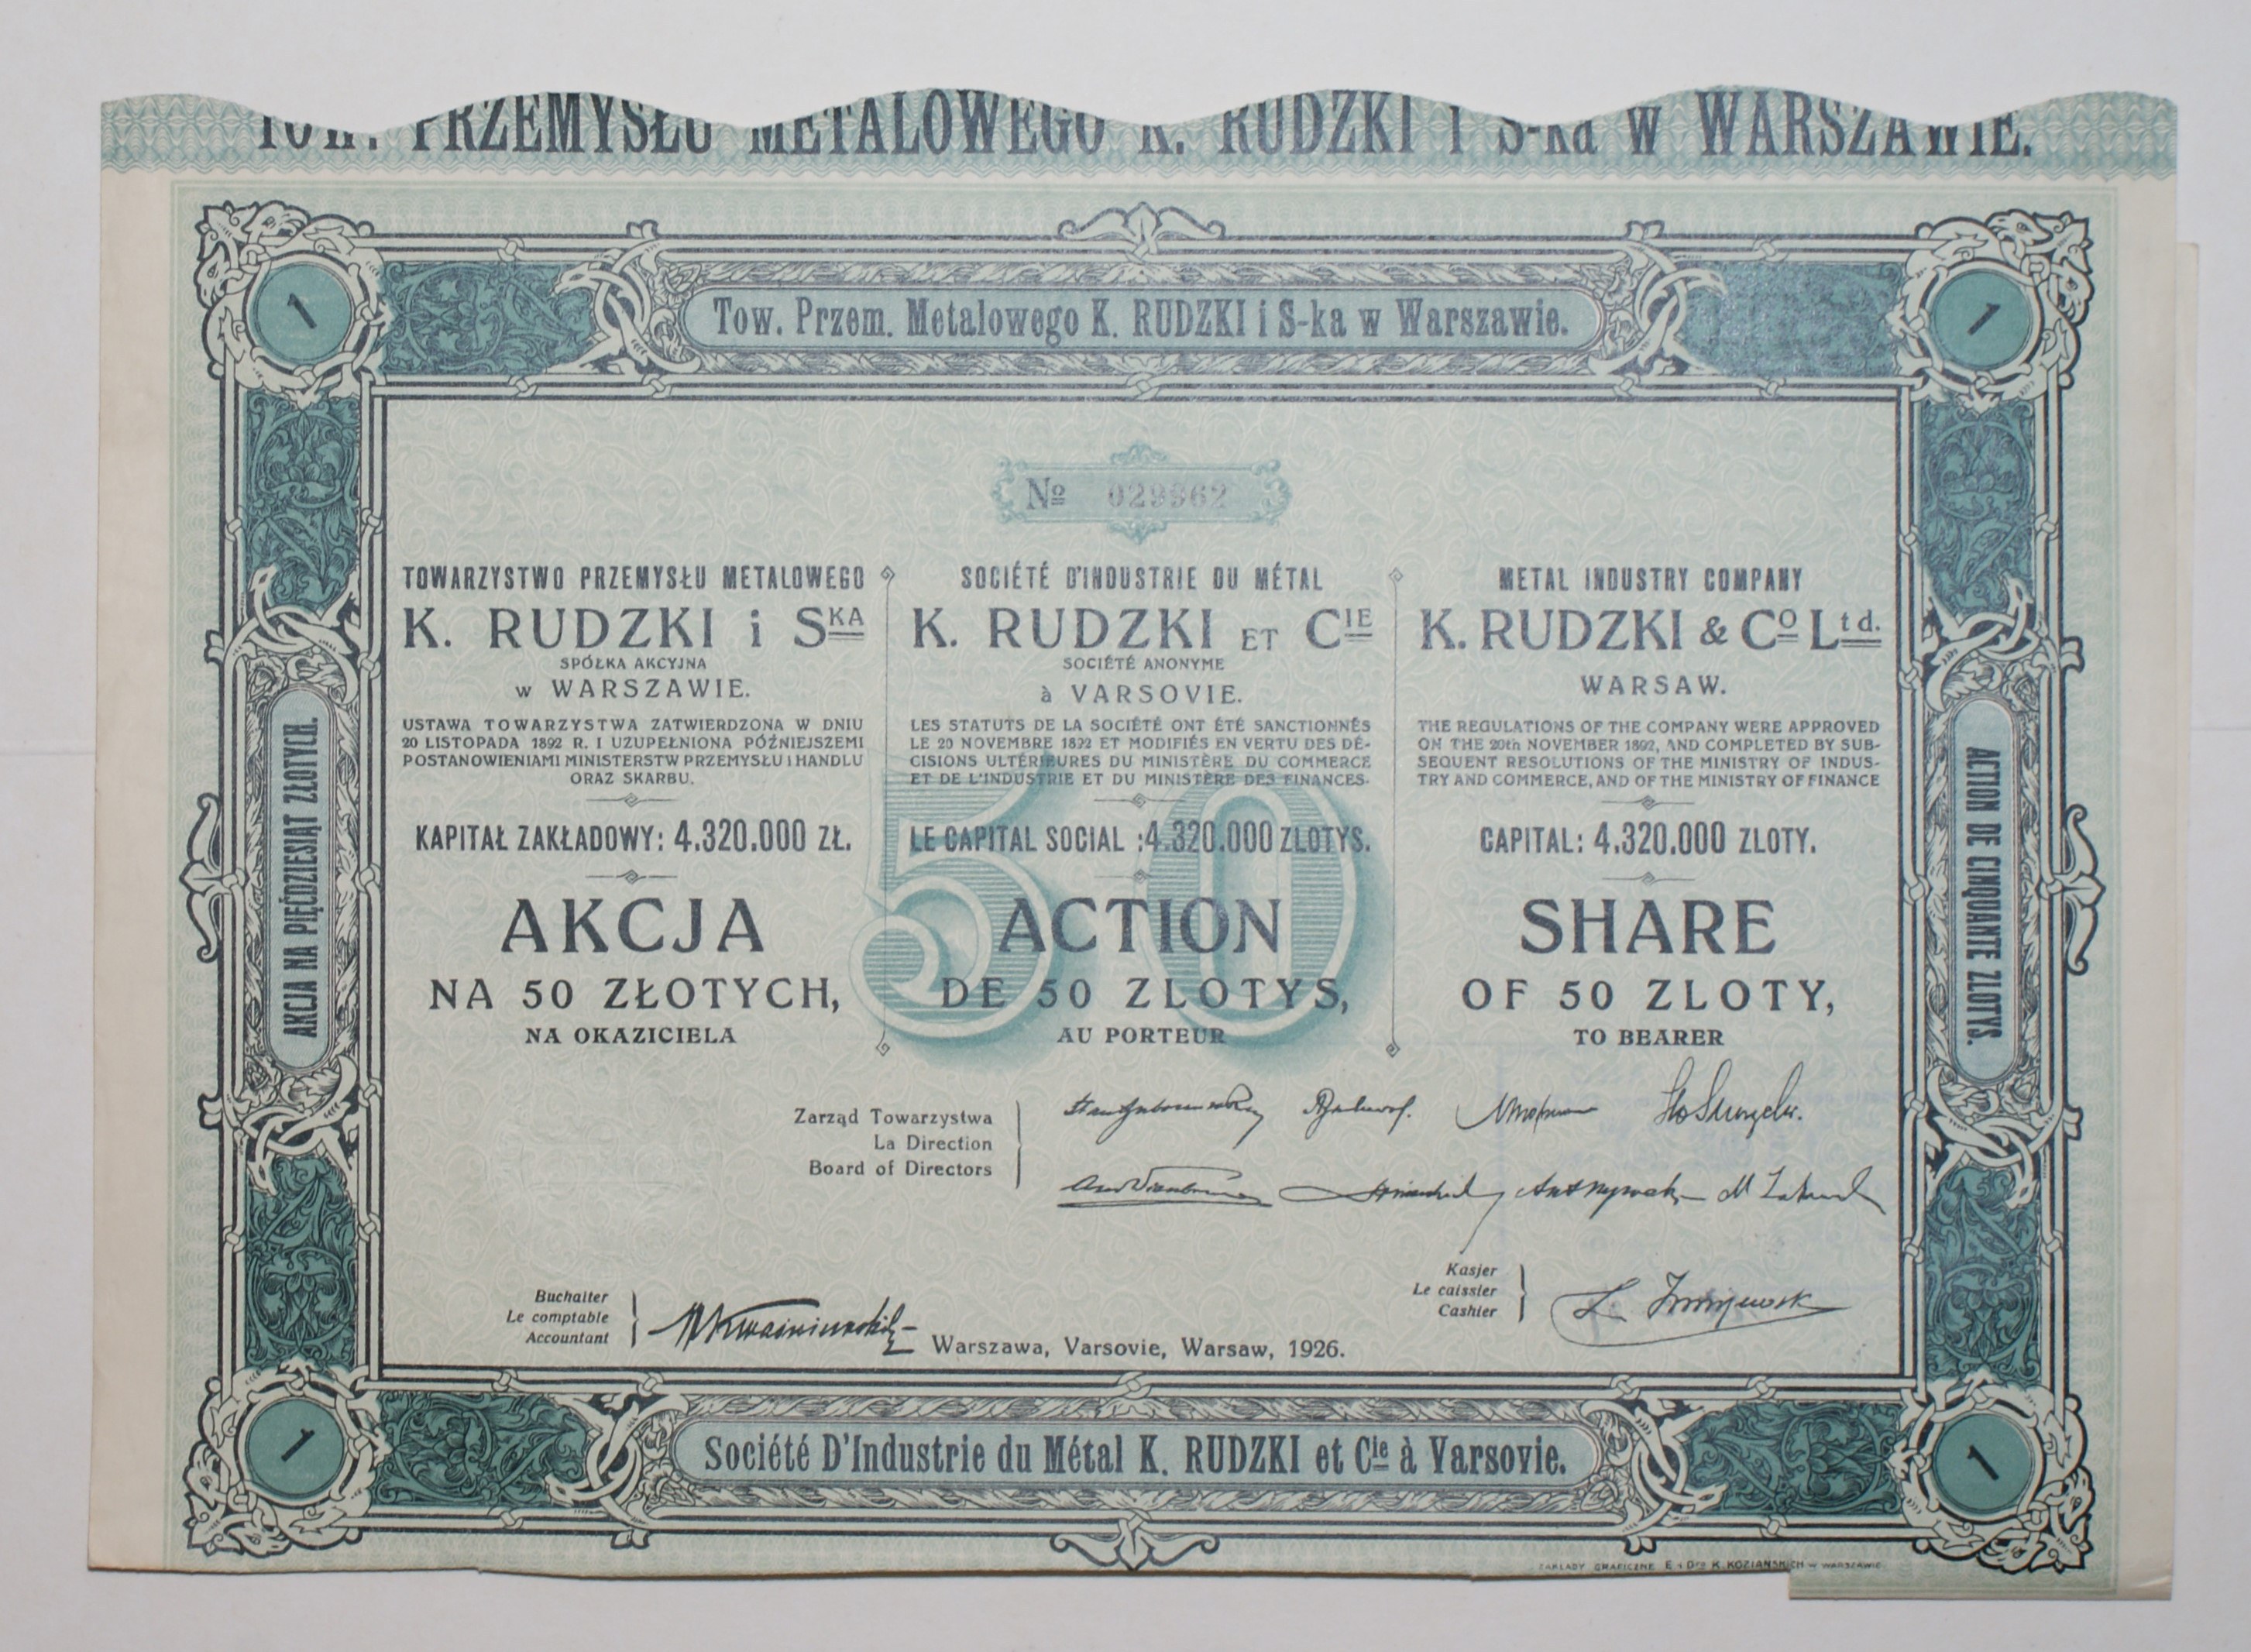 TOW. PRZEMYSŁU METALOWEGO K. RUDZKI i S-ka w WARSZAWIE.
1
Tow. Przem. Metalowego K. RUDZKI i S-ka w Warszawie.
1
№ 029962
TOWARZYSTWO PRZEMYSŁU METALOWEGO
K. RUDZKI i SKA
SPÓŁKA AKCYJNA
w WARSZAWIE.
USTAWA TOWARZYSTWA ZATWIERDZONA W DNIU
20 LISTOPADA 1892 R. I UZUPEŁNIONA PÓŹNIEJSZEMI
POSTANOWIENIAMI MINISTERSTW PRZEMYSŁU i HANDLU
ORAZ SKARBU.
KAPITAŁ ZAKŁADOWY: 4.320.000 ZŁ.
AKCJA
NA 50 ZŁOTYCH,
NA OKAZICIELA
SOCIÉTÉ D'INDUSTRIE DU MÉTAL
K. RUDZKI ET CIE
SOCIÉTÉ ANONYME
à VARSOVIE.
LES STATUTS DE LA SOCIÉTÉ ONT ÉTÉ SANCTIONNÉS
LE 20 NOVEMBRE 1892 ET MODIFIÉS EN VERTU DES DÉ-
CISIONS ULTÉRIEURES DU MINISTÈRE DU COMMERCE
ET DE L'INDUSTRIE ET DU MINISTÈRE DES FINANCES.
LE CAPITAL SOCIAL : 4.320.000 ZLOTYS.
50
ACTION
DE 50 ZLOTYS,
AU PORTEUR
METAL INDUSTRY COMPANY
K. RUDZKI & Co Ltd.
WARSAW.
THE REGULATIONS OF THE COMPANY WERE APPROVED
ON THE 20th NOVEMBER 1892, AND COMPLETED BY SUB-
SEQUENT RESOLUTIONS OF THE MINISTRY OF INDUS-
TRY AND COMMERCE, AND OF THE MINISTRY OF FINANCE
CAPITAL: 4.320.000 ZLOTY.
SHARE
OF 50 ZLOTY,
TO BEARER
AKCJA NA PIĘĆDZIESIĄT ZŁOTYCH.
ACTION DE CINQUANTE ZLOTYS.
Zarząd Towarzystwa
La Direction
Board of Directors
Buchalter
Le comptable
Accountant
Kasjer
Le caissier
Cashier
Warszawa, Varsovie, Warsaw, 1926.
1
Société D'Industrie du Métal K. RUDZKI et Cie à Varsovie.
1
ZAKŁADY GRAFICZNE E. i Dra K. KOZIAŃSKICH w WARSZAWIE